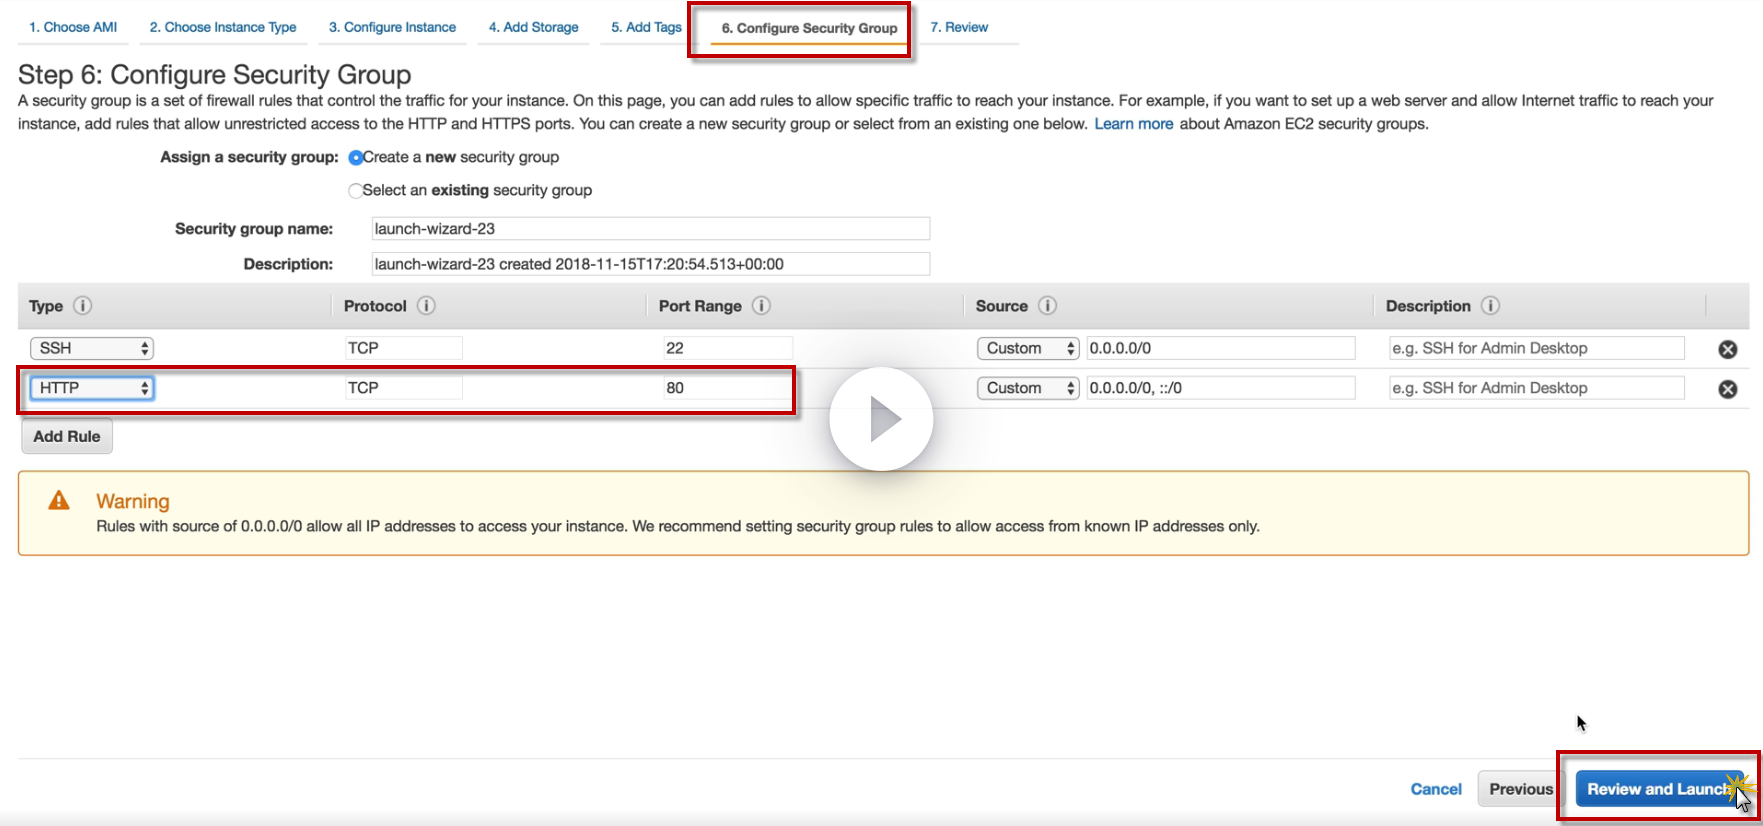 1. Choose AMI 2. Choose Instance Type 3. Configure Instance 4. Add Storage 5. Add Tags 6. Configure Security Group 7. Review
Step 6: Configure Security Group
A security group is a set of firewall rules that control the traffic for your instance. On this page, you can add rules to allow specific traffic to reach your instance. For example, if you want to set up a web server and allow Internet traffic to reach your
instance, add rules that allow unrestricted access to the HTTP and HTTPS ports. You can create a new security group or select from an existing one below. Learn more about Amazon EC2 security groups.
Assign a security group: Create a new security group
Select an existing security group
Security group name: launch-wizard-23
Description: launch-wizard-23 created 2018-11-15T17:20:54.513+00:00
Type i Protocol i Port Range i Source i Description i
SSH TCP 22 Custom 0.0.0.0/0 e.g. SSH for Admin Desktop
HTTP TCP 80 Custom 0.0.0.0/0, ::/0 e.g. SSH for Admin Desktop
Add Rule
Warning
Rules with source of 0.0.0.0/0 allow all IP addresses to access your instance. We recommend setting security group rules to allow access from known IP addresses only.
Cancel Previous Review and Launch